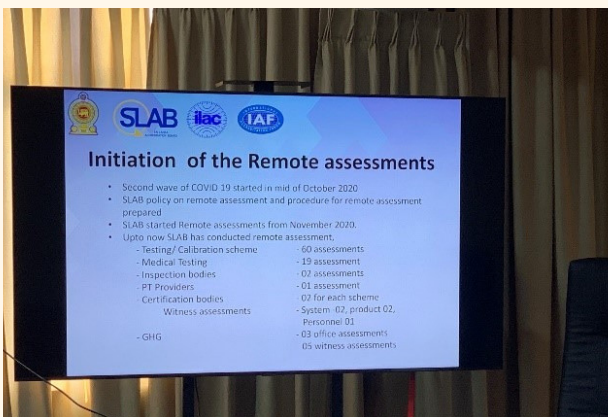 SLAB
ilac
IAF
Initiation of the Remote assessments
• Second wave of COVID 19 started in mid of October 2020
• SLAB policy on remote assessment and procedure for remote assessment
prepared
• SLAB started Remote assessments from November 2020.
• Upto now SLAB has conducted remote assessment,
- Testing/ Calibration scheme - 60 assessments
- Medical Testing - 19 assessment
- Inspection bodies - 02 assessments
- PT Providers - 01 assessment
- Certification bodies - 02 for each scheme
Witness assessments - System 02, product 02,
Personnel 01
- GHG - 03 office assessments
05 witness assessments